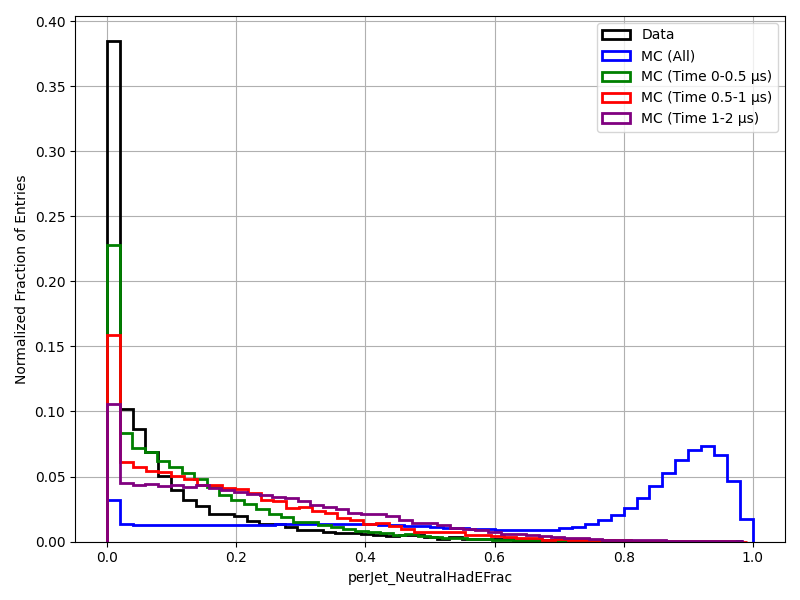 Data
MC (All)
MC (Time 0-0.5 μs)
MC (Time 0.5-1 μs)
MC (Time 1-2 μs)
Normalized Fraction of Entries
0.40
0.35
0.30
0.25
0.20
0.15
0.10
0.05
0.00
0.0 0.2 0.4 0.6 0.8 1.0
perJet_NeutralHadEFrac